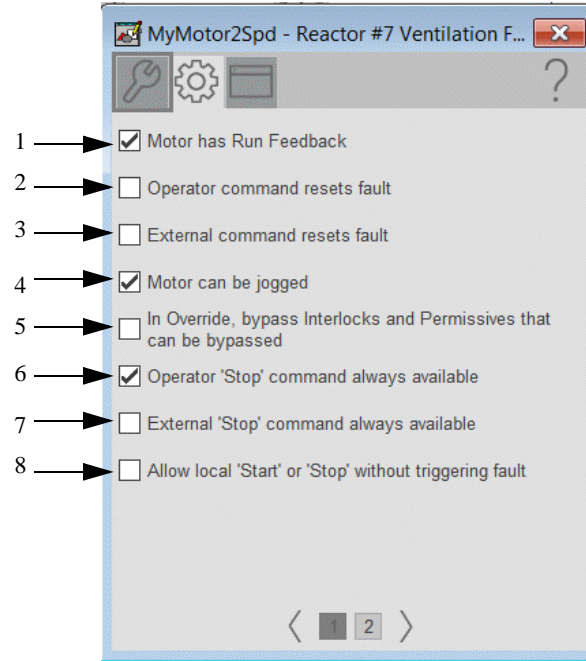 MyMotor2Spd - Reactor #7 Ventilation F...
?
1 Motor has Run Feedback
2 Operator command resets fault
3 External command resets fault
4 Motor can be jogged
5 In Override, bypass Interlocks and Permissives that
can be bypassed
6 Operator 'Stop' command always available
7 External 'Stop' command always available
8 Allow local 'Start' or 'Stop' without triggering fault
1 2